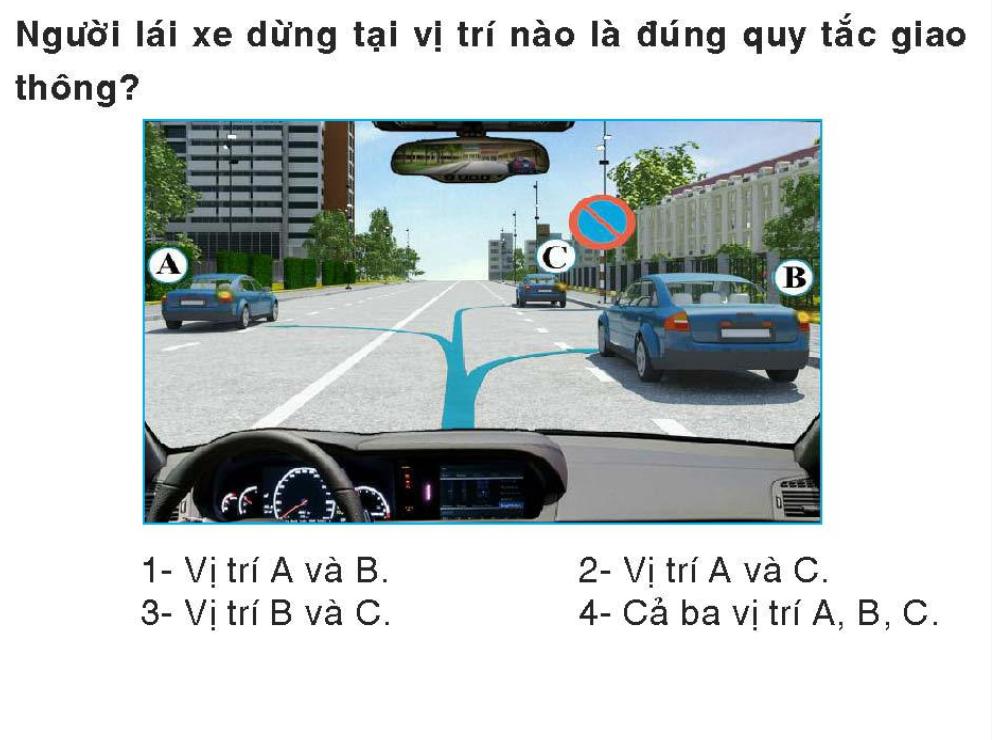 Người lái xe dừng tại vị trí nào là đúng quy tắc giao
thông?
A
C
B
1- Vị trí A và B.
2- Vị trí A và C.
3- Vị trí B và C.
4- Cả ba vị trí A, B, C.